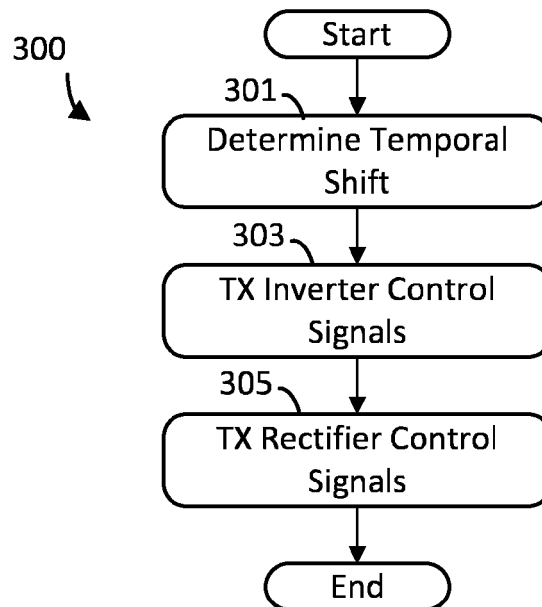 Start
300
301
Determine Temporal
Shift
303
TX Inverter Control
Signals
305
TX Rectifier Control
Signals
End